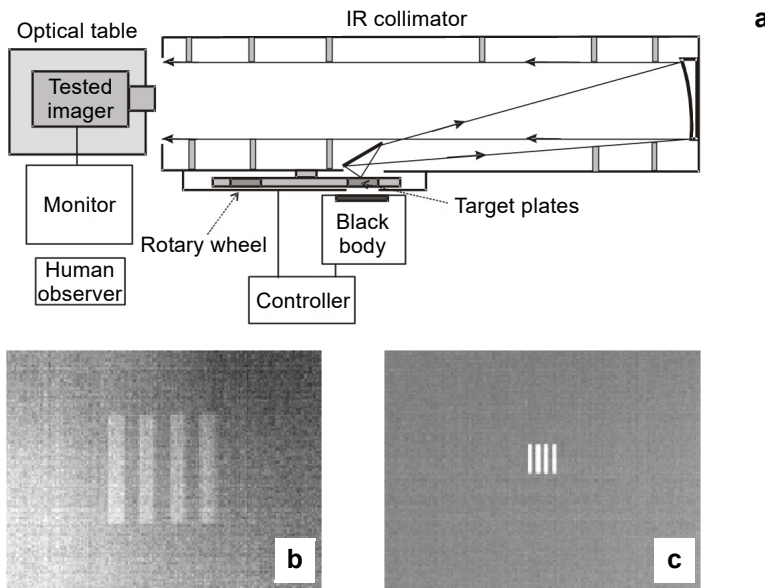 IR collimator
a
Optical table
Tested
imager
Monitor
Target plates
Rotary wheel
Black
body
Human
observer
Controller
b
c